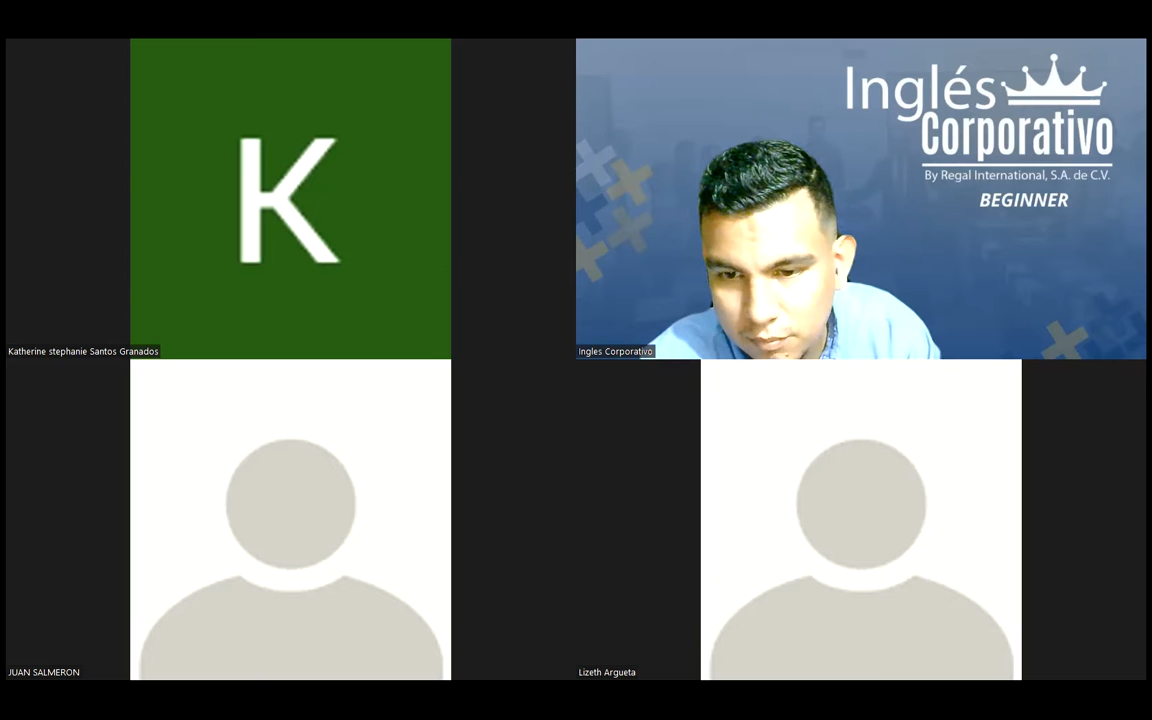 K
Katherine stephanie Santos Granados
Inglés
Corporativo
By Regal International, S.A. de C.V.
BEGINNER
Ingles Corporativo
JUAN SALMERON
Lizeth Argueta